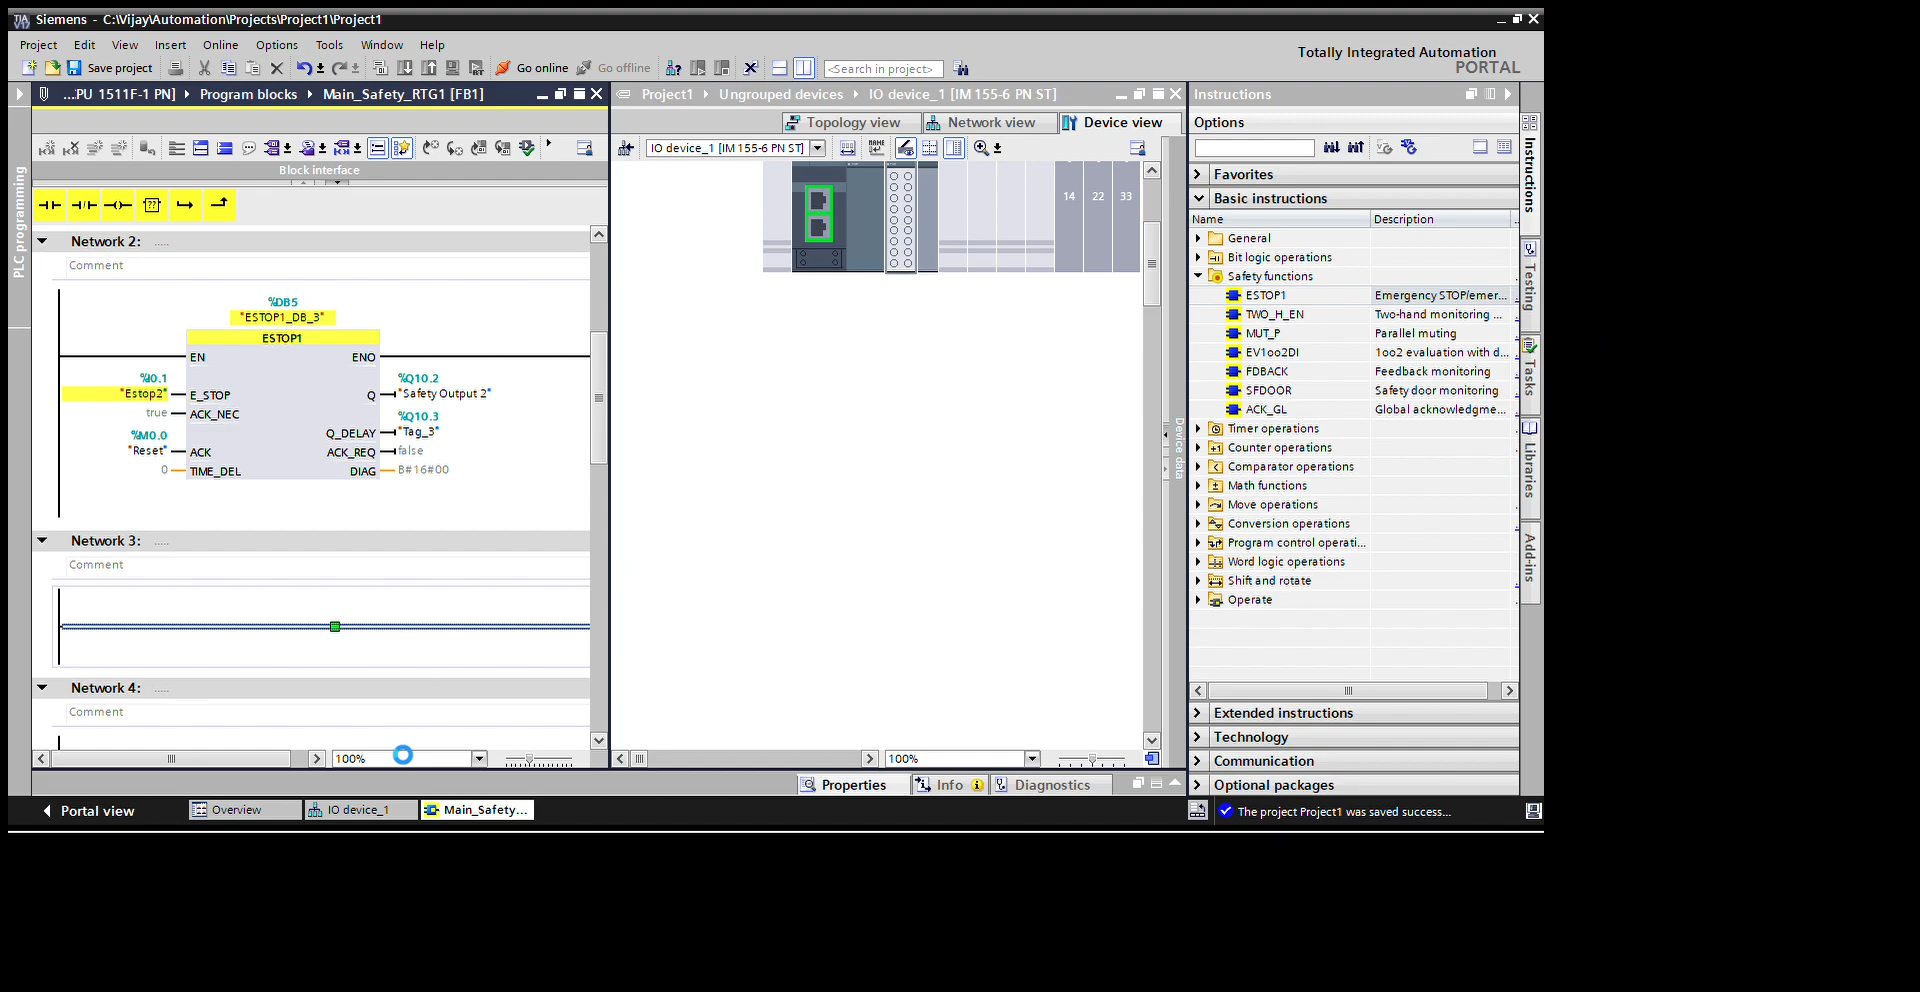 Siemens - C:\Vijay\Automation\Projects\Project1\Project1
Project Edit View Insert Online Options Tools Window Help
Totally Integrated Automation
PORTAL
Save project Go online Go offline <Search in project>
...PU 1511F-1 PN] Program blocks Main_Safety_RTG1 [FB1]
Project1 Ungrouped devices IO device_1 [IM 155-6 PN ST]
Instructions
Topology view Network view Device view
Options
IO device_1 [IM 155-6 PN ST]
Block interface
PLC programming
Network 2: .....
Comment
%DB5
"ESTOP1_DB_3"
ESTOP1
EN ENO
%I0.1 %Q10.2
"Estop2" E_STOP Q "Safety Output 2"
true ACK_NEC %Q10.3
%M0.0 Q_DELAY "Tag_3"
"Reset" ACK ACK_REQ false
0 TIME_DEL DIAG B#16#00
Network 3: .....
Comment
Network 4: .....
Comment
100%
14 22 33
Device data
100%
Favorites
Basic instructions
Name Description
General
Bit logic operations
Safety functions
ESTOP1 Emergency STOP/emer...
TWO_H_EN Two-hand monitoring ...
MUT_P Parallel muting
EV1oo2DI 1oo2 evaluation with d...
FDBACK Feedback monitoring
SFDOOR Safety door monitoring
ACK_GL Global acknowledgme...
Timer operations
Counter operations
Comparator operations
Math functions
Move operations
Conversion operations
Program control operati...
Word logic operations
Shift and rotate
Operate
Extended instructions
Technology
Communication
Optional packages
Instructions
Testing
Tasks
Libraries
Add-ins
Properties Info Diagnostics
Portal view Overview IO device_1 Main_Safety...
The project Project1 was saved success...